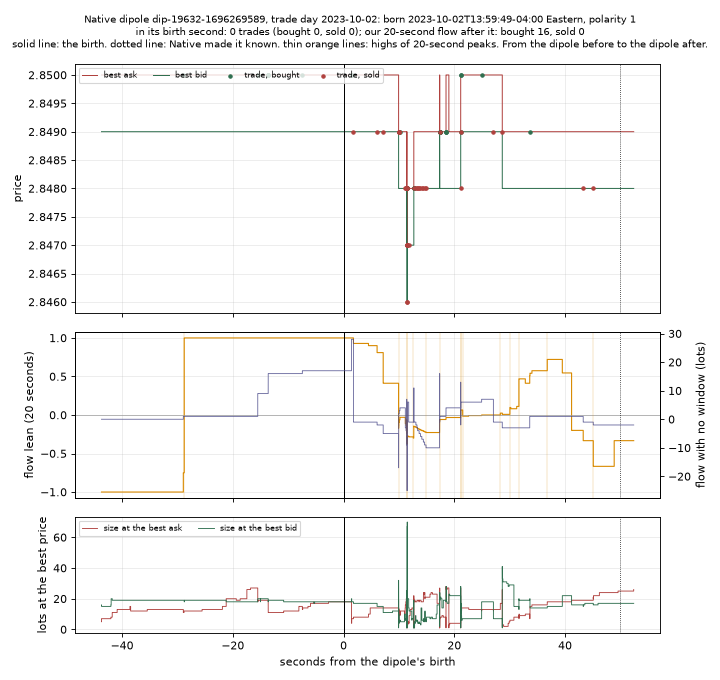 Native dipole dip-19632-1696269589, trade day 2023-10-02: born 2023-10-02T13:59:49-04:00 Eastern, polarity 1
in its birth second: 0 trades (bought 0, sold 0); our 20-second flow after it: bought 16, sold 0
solid line: the birth. dotted line: Native made it known. thin orange lines: highs of 20-second peaks. From the dipole before to the dipole after.
best ask best bid trade, bought trade, sold
2.8500
2.8495
2.8490
2.8485
2.8480
2.8475
2.8470
2.8465
2.8460
price
1.0
0.5
0.0
−0.5
−1.0
flow lean (20 seconds)
30
20
10
0
−10
−20
flow with no window (lots)
size at the best ask size at the best bid
60
40
20
0
lots at the best price
−40 −20 0 20 40
seconds from the dipole's birth